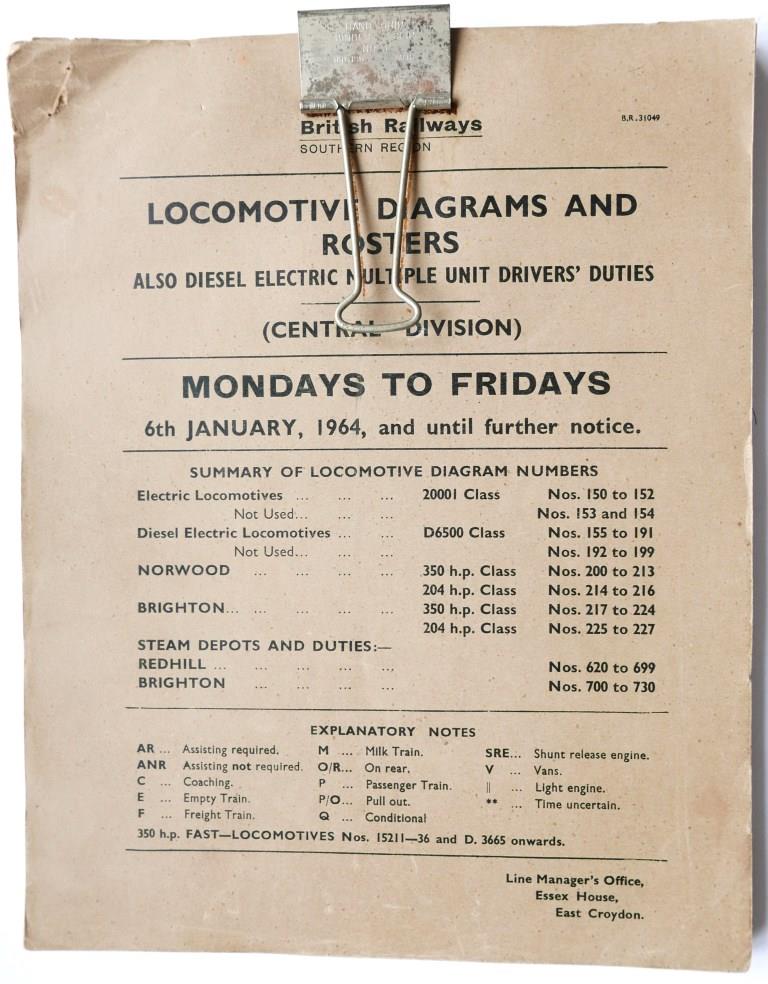 British Railways
B.R. 31049
SOUTHERN REGION
LOCOMOTIVE DIAGRAMS AND
ROSTERS
ALSO DIESEL ELECTRIC MULTIPLE UNIT DRIVERS' DUTIES
(CENTRAL DIVISION)
MONDAYS TO FRIDAYS
6th JANUARY, 1964, and until further notice.
SUMMARY OF LOCOMOTIVE DIAGRAM NUMBERS
Electric Locomotives ... ... ... 20001 Class Nos. 150 to 152
Not Used... ... ... Nos. 153 and 154
Diesel Electric Locomotives ... ... ... D6500 Class Nos. 155 to 191
Not Used... ... ... Nos. 192 to 199
NORWOOD ... ... ... ... 350 h.p. Class Nos. 200 to 213
204 h.p. Class Nos. 214 to 216
BRIGHTON... ... ... ... 350 h.p. Class Nos. 217 to 224
204 h.p. Class Nos. 225 to 227
STEAM DEPOTS AND DUTIES:—
REDHILL ... ... ... ... ... Nos. 620 to 699
BRIGHTON ... ... ... ... Nos. 700 to 730
EXPLANATORY NOTES
AR ... Assisting required. M ... Milk Train. SRE... Shunt release engine.
ANR Assisting not required. O/R... On rear. V ... Vans.
C ... Coaching. P ... Passenger Train. || ... Light engine.
E ... Empty Train. P/O... Pull out. ** ... Time uncertain.
F ... Freight Train. Q ... Conditional
350 h.p. FAST—LOCOMOTIVES Nos. 15211—36 and D. 3665 onwards.
Line Manager's Office,
Essex House,
East Croydon.